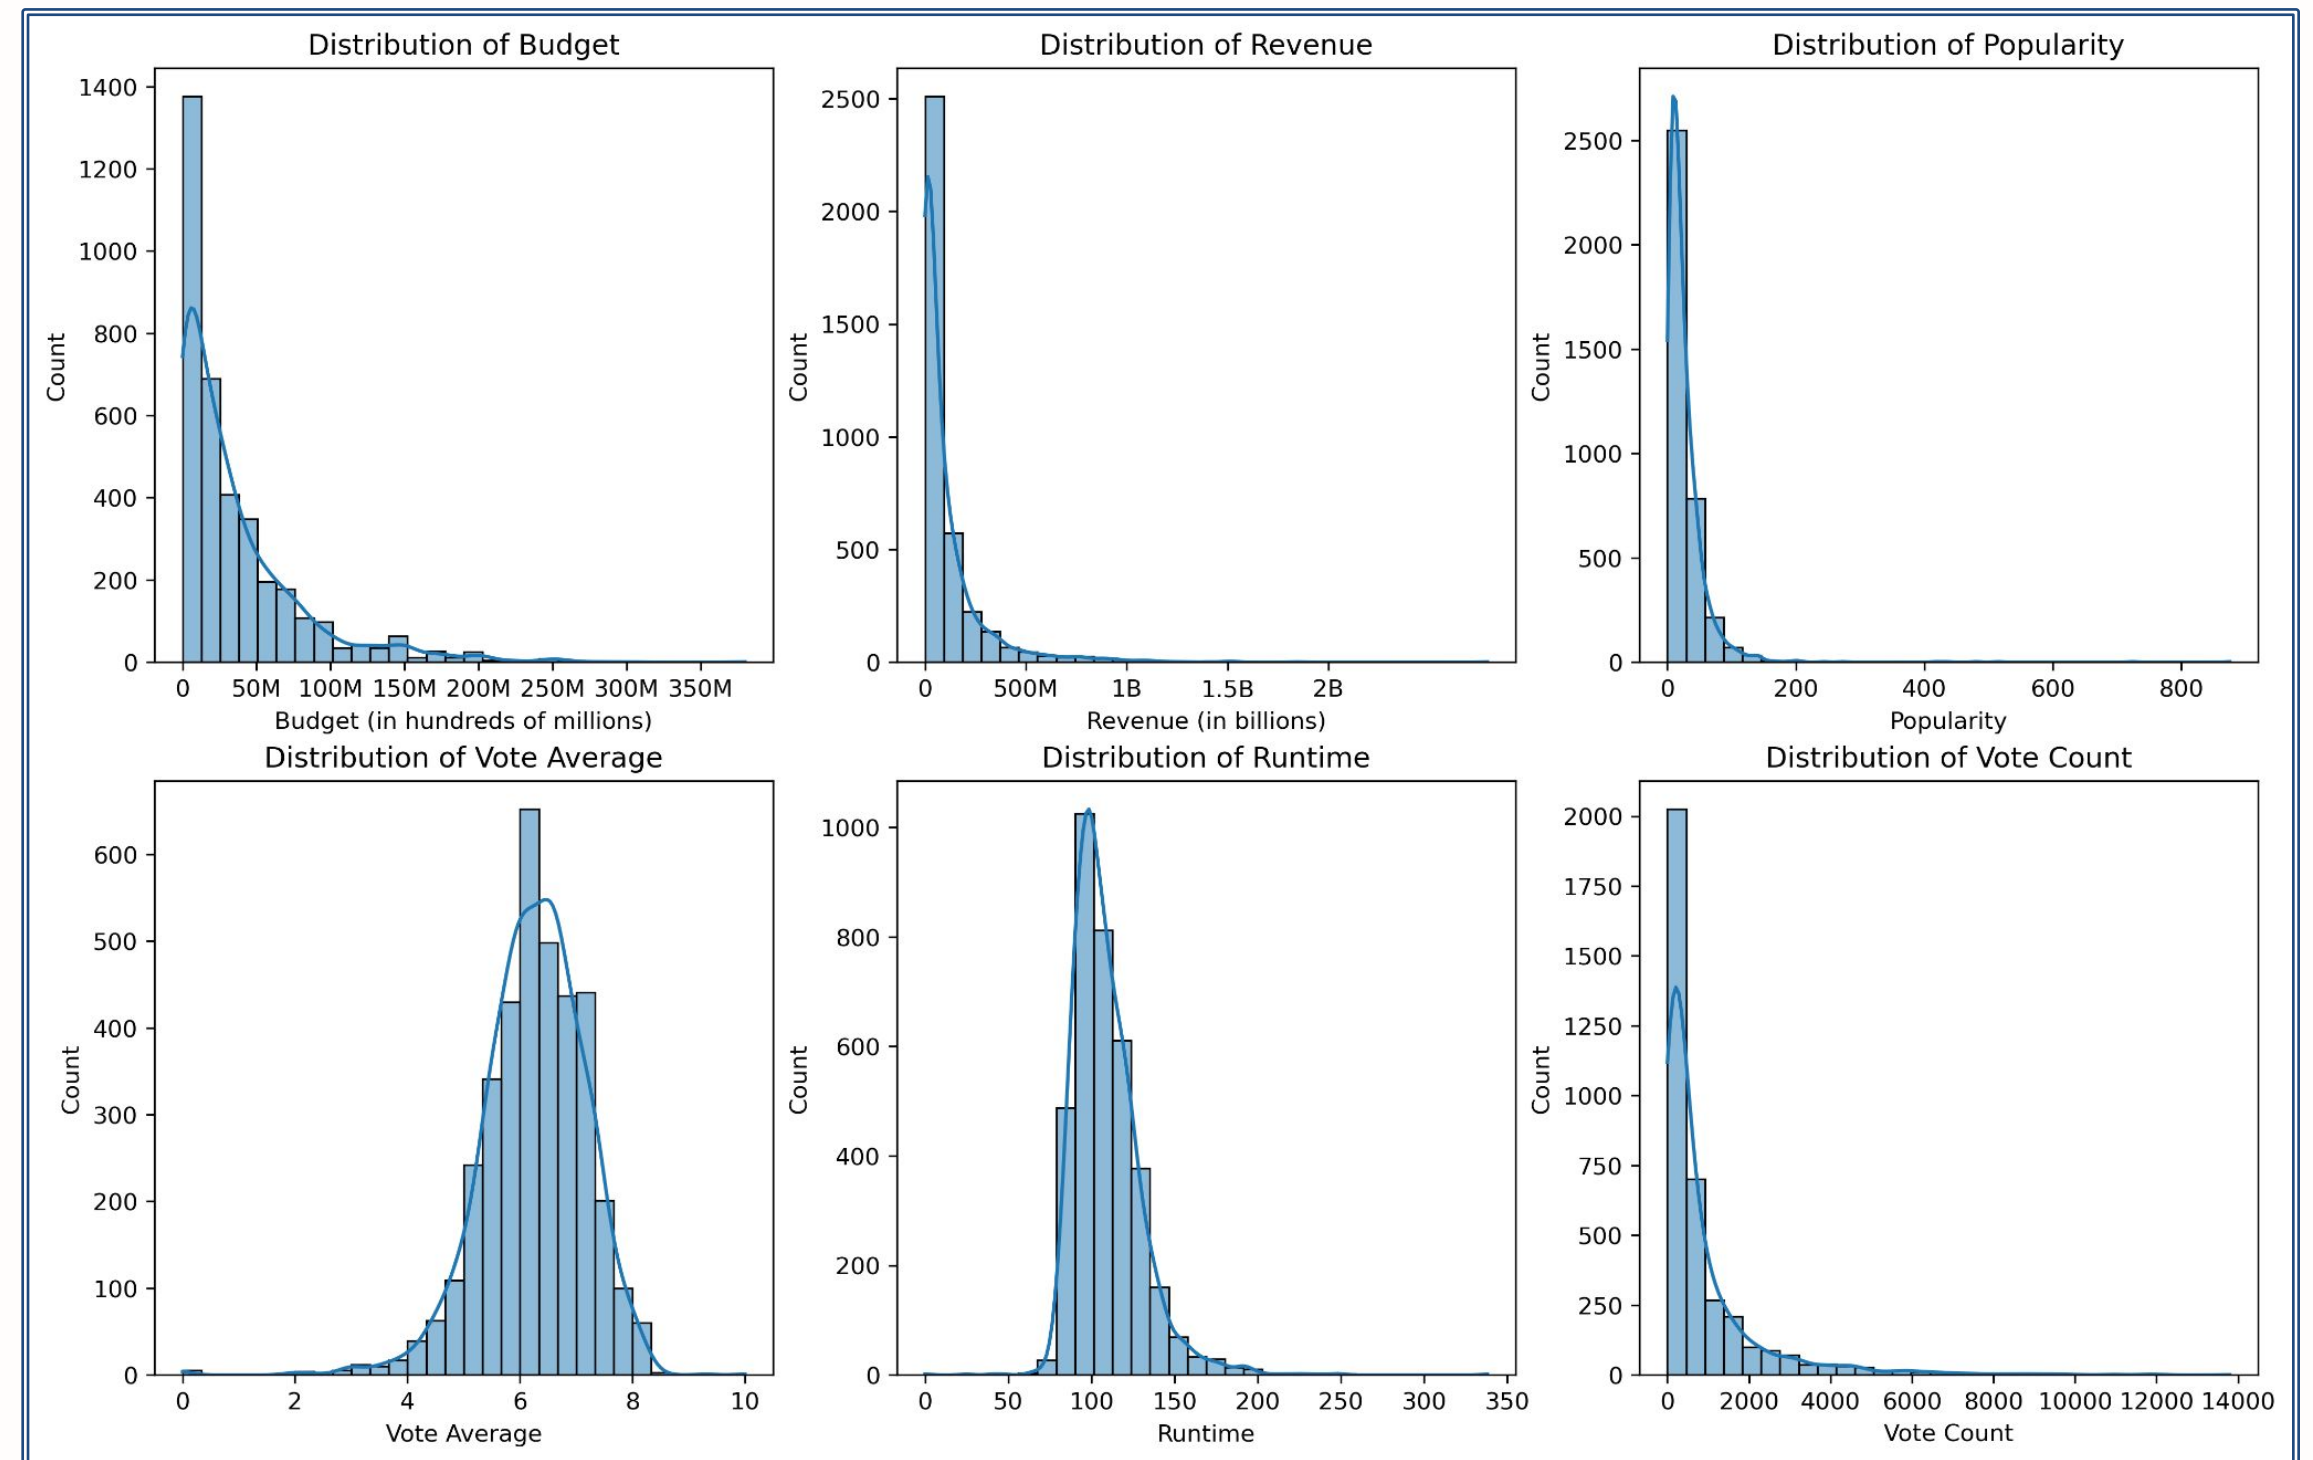 Distribution of Budget
1400
1200
1000
800
600
400
200
0
Count
0 50M 100M 150M 200M 250M 300M 350M
Budget (in hundreds of millions)
Distribution of Revenue
2500
2000
1500
1000
500
0
Count
0 500M 1B 1.5B 2B
Revenue (in billions)
Distribution of Popularity
2500
2000
1500
1000
500
0
Count
0 200 400 600 800
Popularity
Distribution of Vote Average
600
500
400
300
200
100
0
Count
0 2 4 6 8 10
Vote Average
Distribution of Runtime
1000
800
600
400
200
0
Count
0 50 100 150 200 250 300 350
Runtime
Distribution of Vote Count
2000
1750
1500
1250
1000
750
500
250
0
Count
0 2000 4000 6000 8000 10000 12000 14000
Vote Count